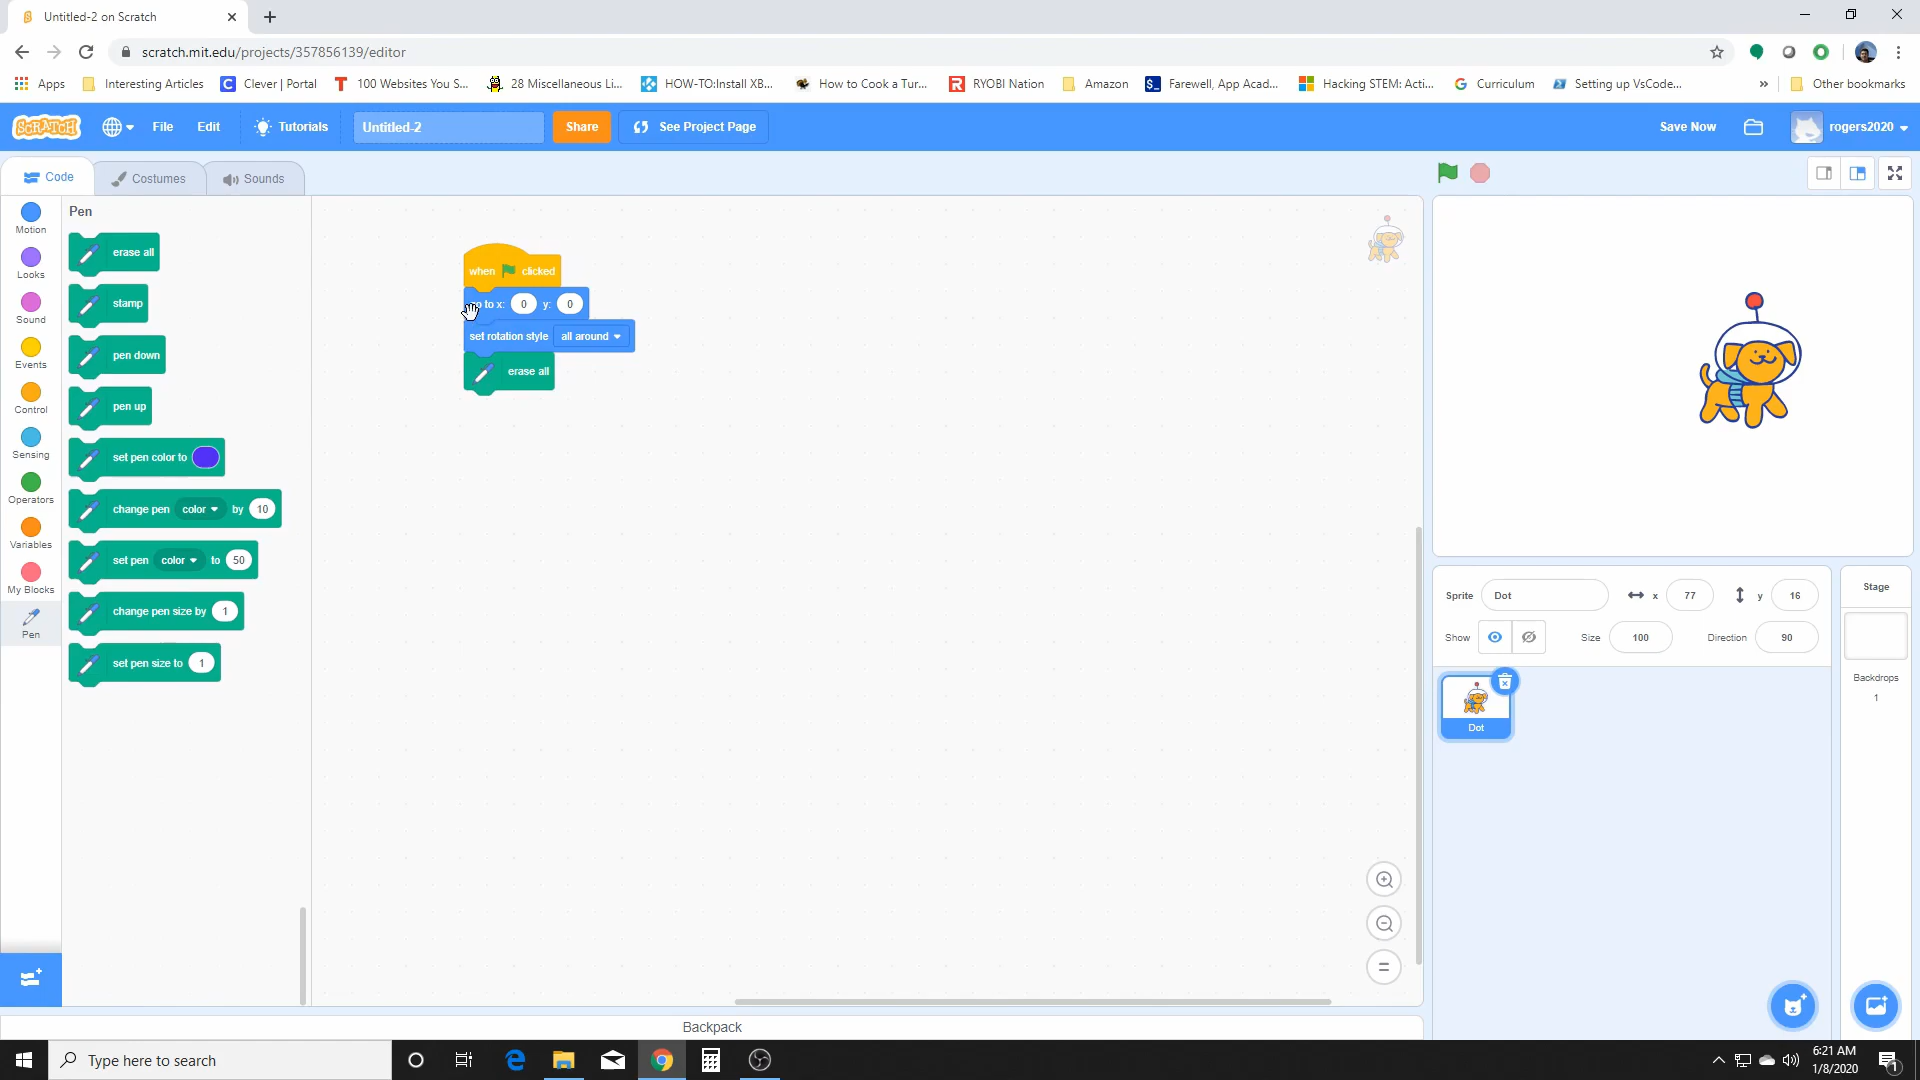 Untitled-2 on Scratch
scratch.mit.edu/projects/357856139/editor
Apps Interesting Articles Clever | Portal 100 Websites You S... 28 Miscellaneous Li... HOW-TO:Install XB... How to Cook a Tur... RYOBI Nation Amazon Farewell, App Acad... Hacking STEM: Acti... Curriculum Setting up VsCode... » Other bookmarks
SCRATCH File Edit Tutorials Untitled-2 Share See Project Page Save Now rogers2020
Code Costumes Sounds
Motion
Looks
Sound
Events
Control
Sensing
Operators
Variables
My Blocks
Pen
Pen
erase all
stamp
pen down
pen up
set pen color to
change pen color by 10
set pen color to 50
change pen size by 1
set pen size to 1
when clicked
go to x: 0 y: 0
set rotation style all around
erase all
Sprite Dot x 77 y 16
Show Size 100 Direction 90
Dot
Stage
Backdrops
1
Backpack
Type here to search
6:21 AM
1/8/2020
1